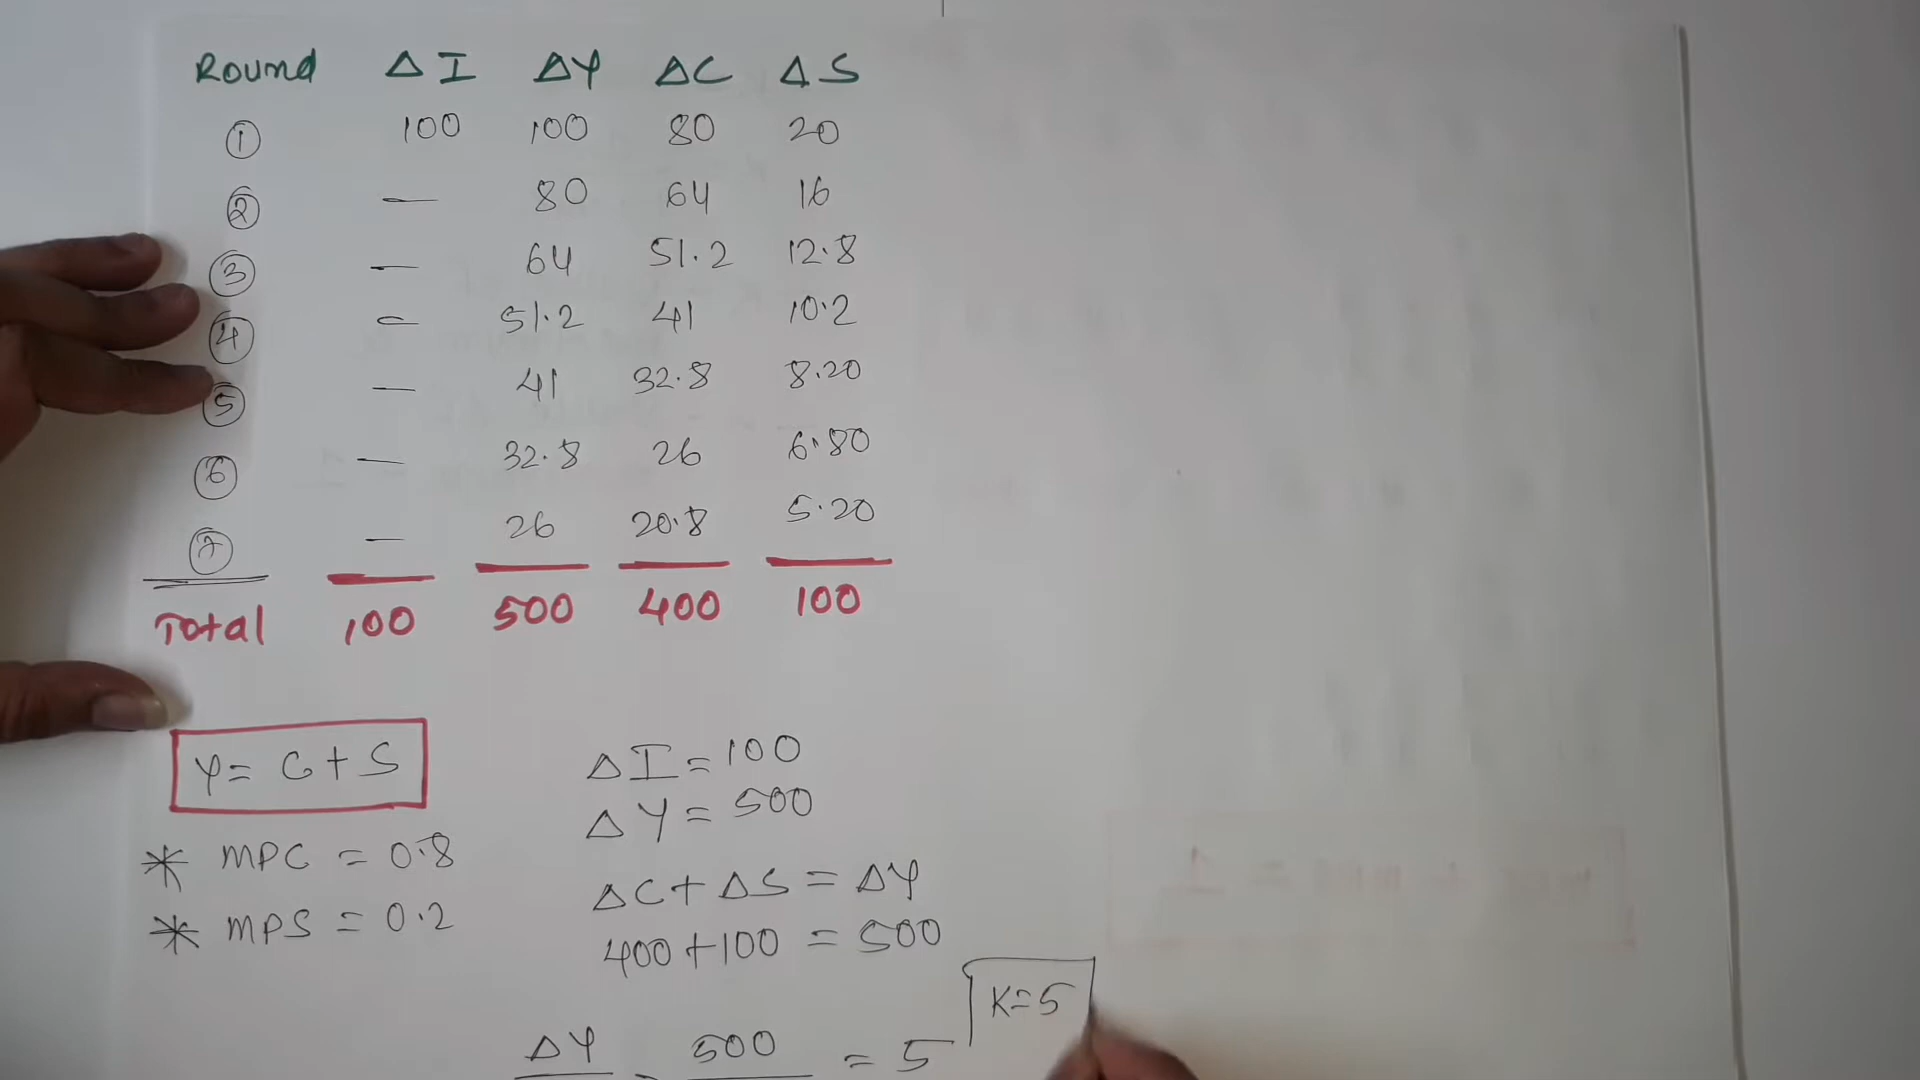 Round ΔI ΔY ΔC ΔS
① 100 100 80 20
② — 80 64 16
③ — 64 51.2 12.8
④ — 51.2 41 10.2
⑤ — 41 32.8 8.20
⑥ — 32.8 26 6.80
⑦ — 26 20.8 5.20
Total 100 500 400 100
Y = C + S
* MPC = 0.8
* MPS = 0.2
ΔI = 100
ΔY = 500
ΔC + ΔS = ΔY
400 + 100 = 500
K = 5
ΔY 500 = 5